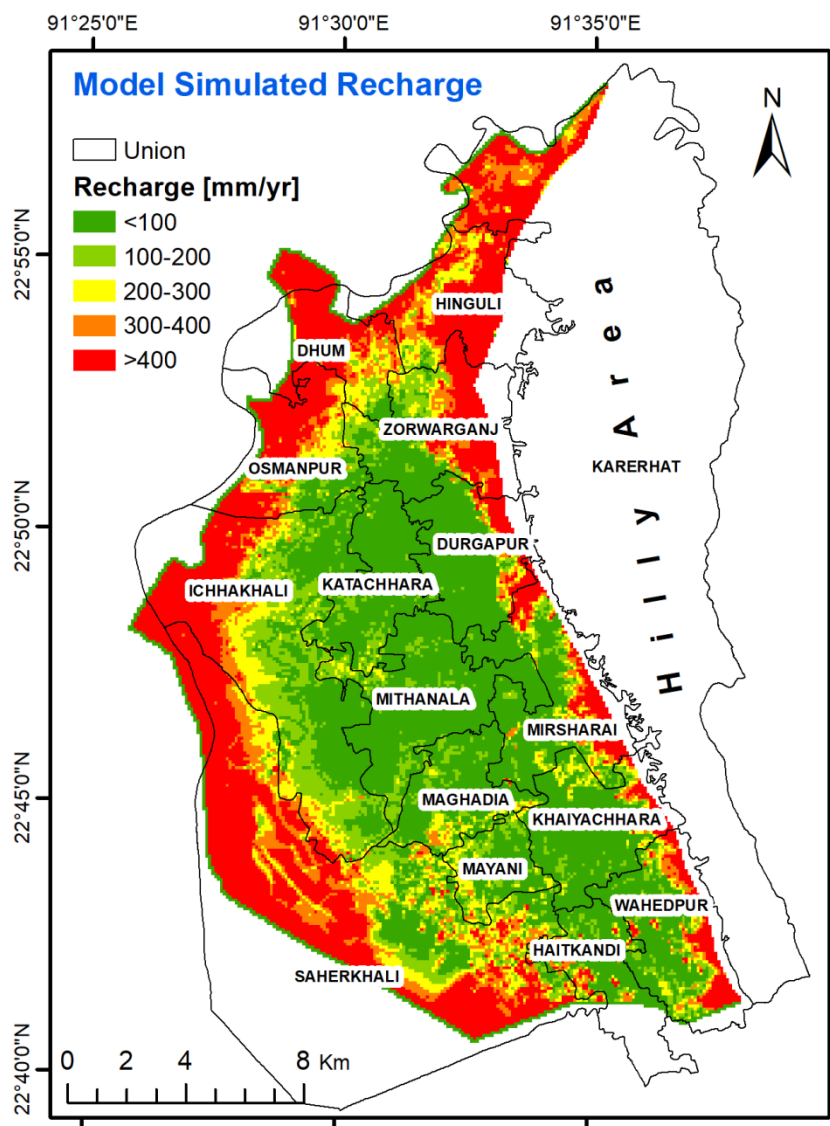 91°25'0"E 91°30'0"E 91°35'0"E
Model Simulated Recharge
N
Union
Recharge [mm/yr]
<100
100-200
200-300
300-400
>400
22°55'0"N
22°50'0"N
22°45'0"N
22°40'0"N
HINGULI
DHUM
ZORWARGANJ
OSMANPUR
KARERHAT
Hilly Area
DURGAPUR
ICHHAKHALI
KATACHHARA
MITHANALA
MIRSHARAI
MAGHADIA
KHAIYACHHARA
MAYANI
WAHEDPUR
HAITKANDI
SAHERKHALI
0 2 4 8 Km